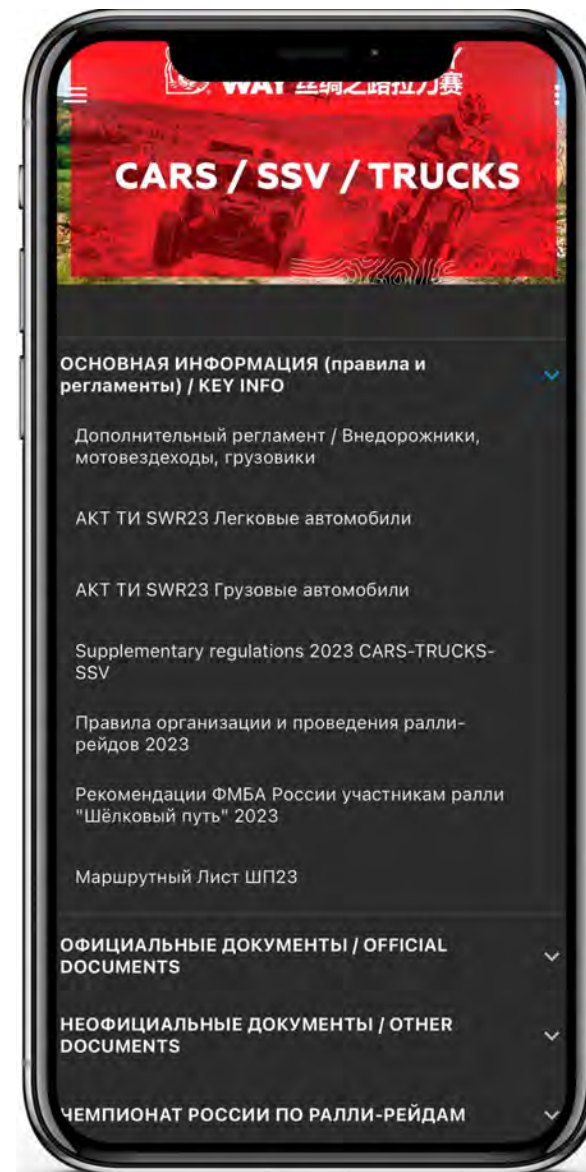 WAY 丝绸之路拉力赛
CARS / SSV / TRUCKS
ОСНОВНАЯ ИНФОРМАЦИЯ (правила и
регламенты) / KEY INFO
Дополнительный регламент / Внедорожники,
мотовездеходы, грузовики
АКТ ТИ SWR23 Легковые автомобили
АКТ ТИ SWR23 Грузовые автомобили
Supplementary regulations 2023 CARS-TRUCKS-
SSV
Правила организации и проведения ралли-
рейдов 2023
Рекомендации ФМБА России участникам ралли
"Шёлковый путь" 2023
Маршрутный Лист ШП23
ОФИЦИАЛЬНЫЕ ДОКУМЕНТЫ / OFFICIAL
DOCUMENTS
НЕОФИЦИАЛЬНЫЕ ДОКУМЕНТЫ / OTHER
DOCUMENTS
ЧЕМПИОНАТ РОССИИ ПО РАЛЛИ-РЕЙДАМ